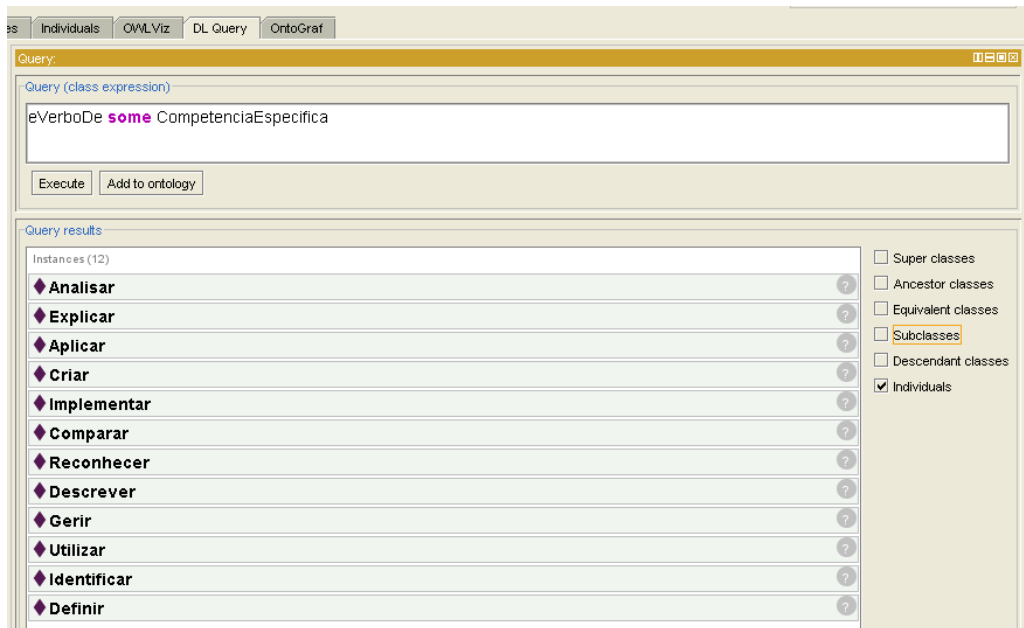 es Individuals OWLViz DL Query OntoGraf
Query:
Query (class expression)
eVerboDe some CompetenciaEspecifica
Execute Add to ontology
Query results
Instances (12)
Analisar ?
Explicar ?
Aplicar ?
Criar ?
Implementar ?
Comparar ?
Reconhecer ?
Descrever ?
Gerir ?
Utilizar ?
Identificar ?
Definir ?
Super classes
Ancestor classes
Equivalent classes
Subclasses
Descendant classes
Individuals